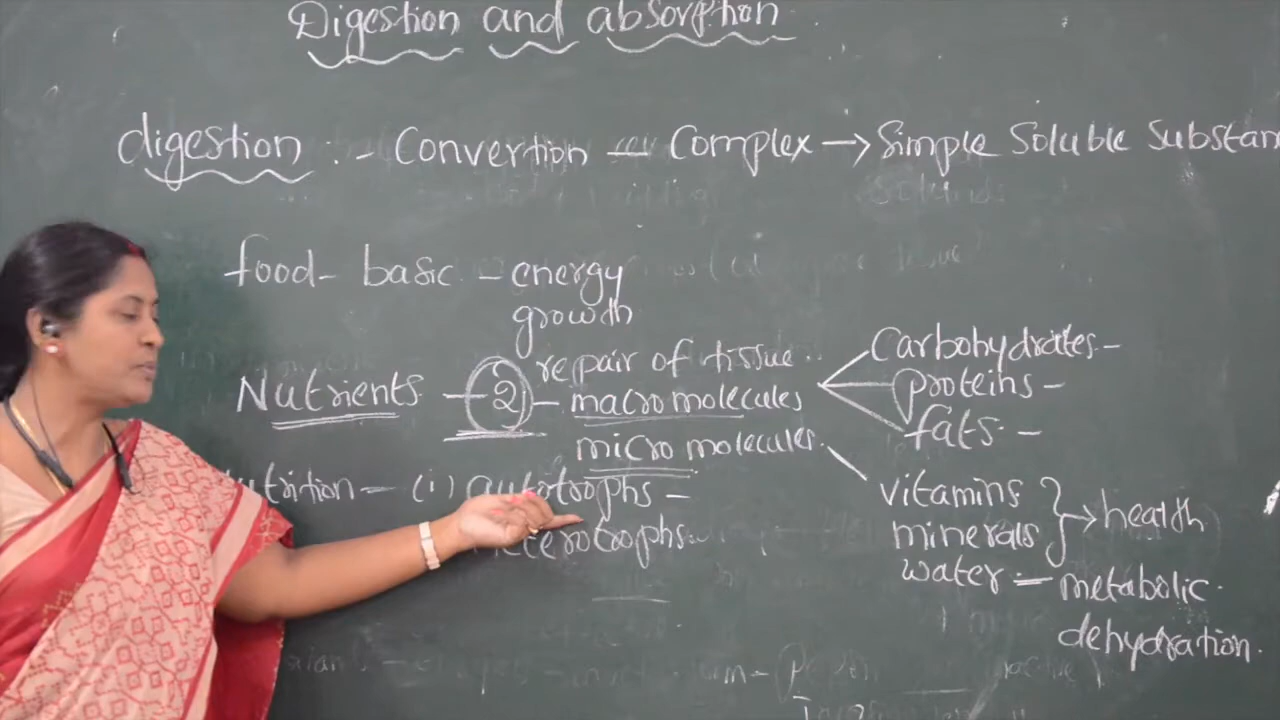 Digestion and absorption
digestion :- Convertion — Complex → Simple Soluble Substan
food - basic - energy
growth
repair of tissue
Nutrients - 2 - macromolecules
Carbohydrates -
proteins -
fats -
micro molecules
vitamins
minerals → health
water = metabolic
dehydration.
utrition - (i) autotrophs -
heterotrophs